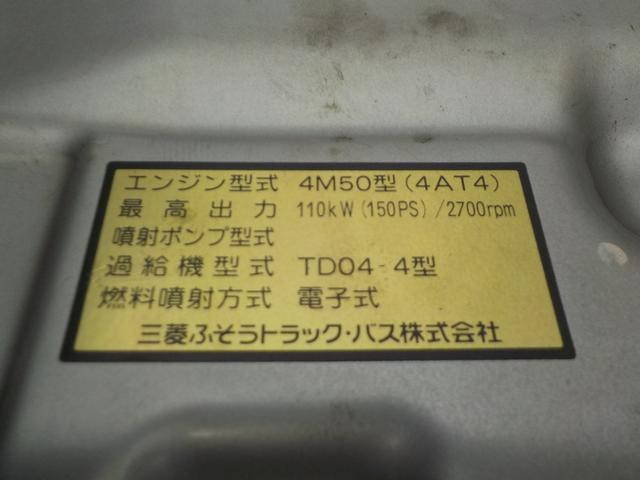 エンジン型式 4M50型(4AT4)
最高出力 110kW(150PS)/2700rpm
噴射ポンプ型式
過給機型式 TD04-4型
燃料噴射方式 電子式
三菱ふそうトラック・バス株式会社